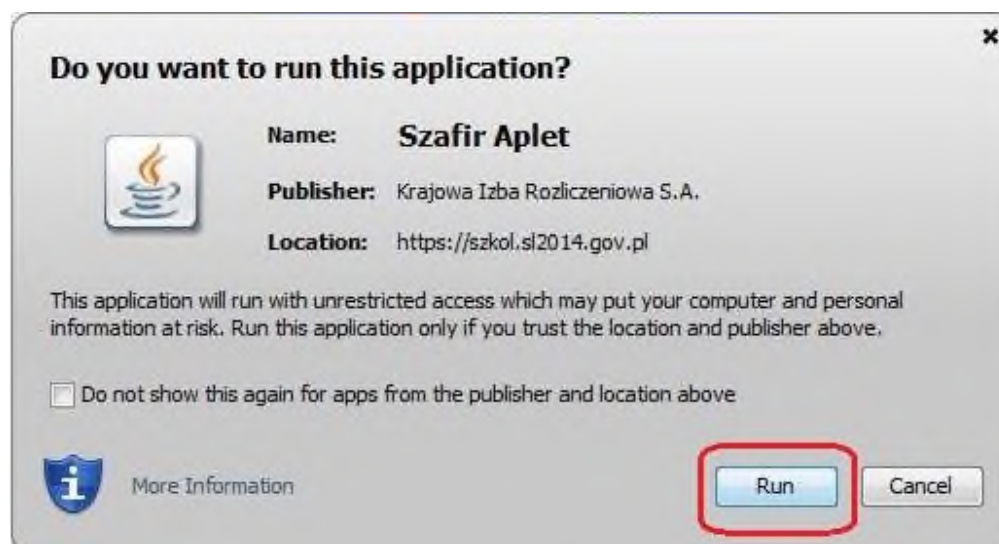 Do you want to run this application?
Name: Szafir Aplet
Publisher: Krajowa Izba Rozliczeniowa S.A.
Location: https://szkol.sl2014.gov.pl
This application will run with unrestricted access which may put your computer and personal
information at risk. Run this application only if you trust the location and publisher above.
Do not show this again for apps from the publisher and location above
More Information
Run Cancel